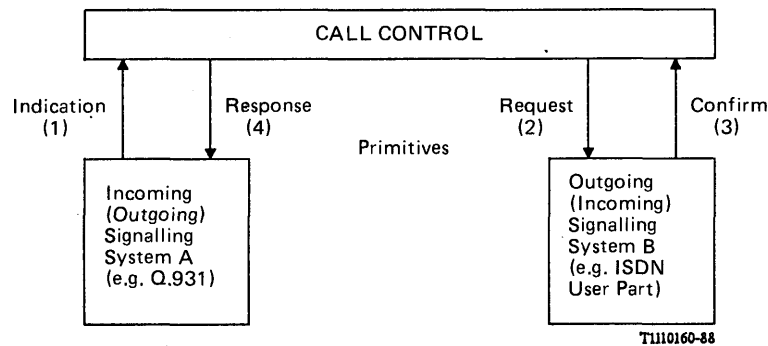 CALL CONTROL
Indication
(1)
Response
(4)
Request
(2)
Confirm
(3)
Primitives
Incoming
(Outgoing)
Signalling
System A
(e.g. Q.931)
Outgoing
(Incoming)
Signalling
System B
(e.g. ISDN
User Part)
T1110160-88